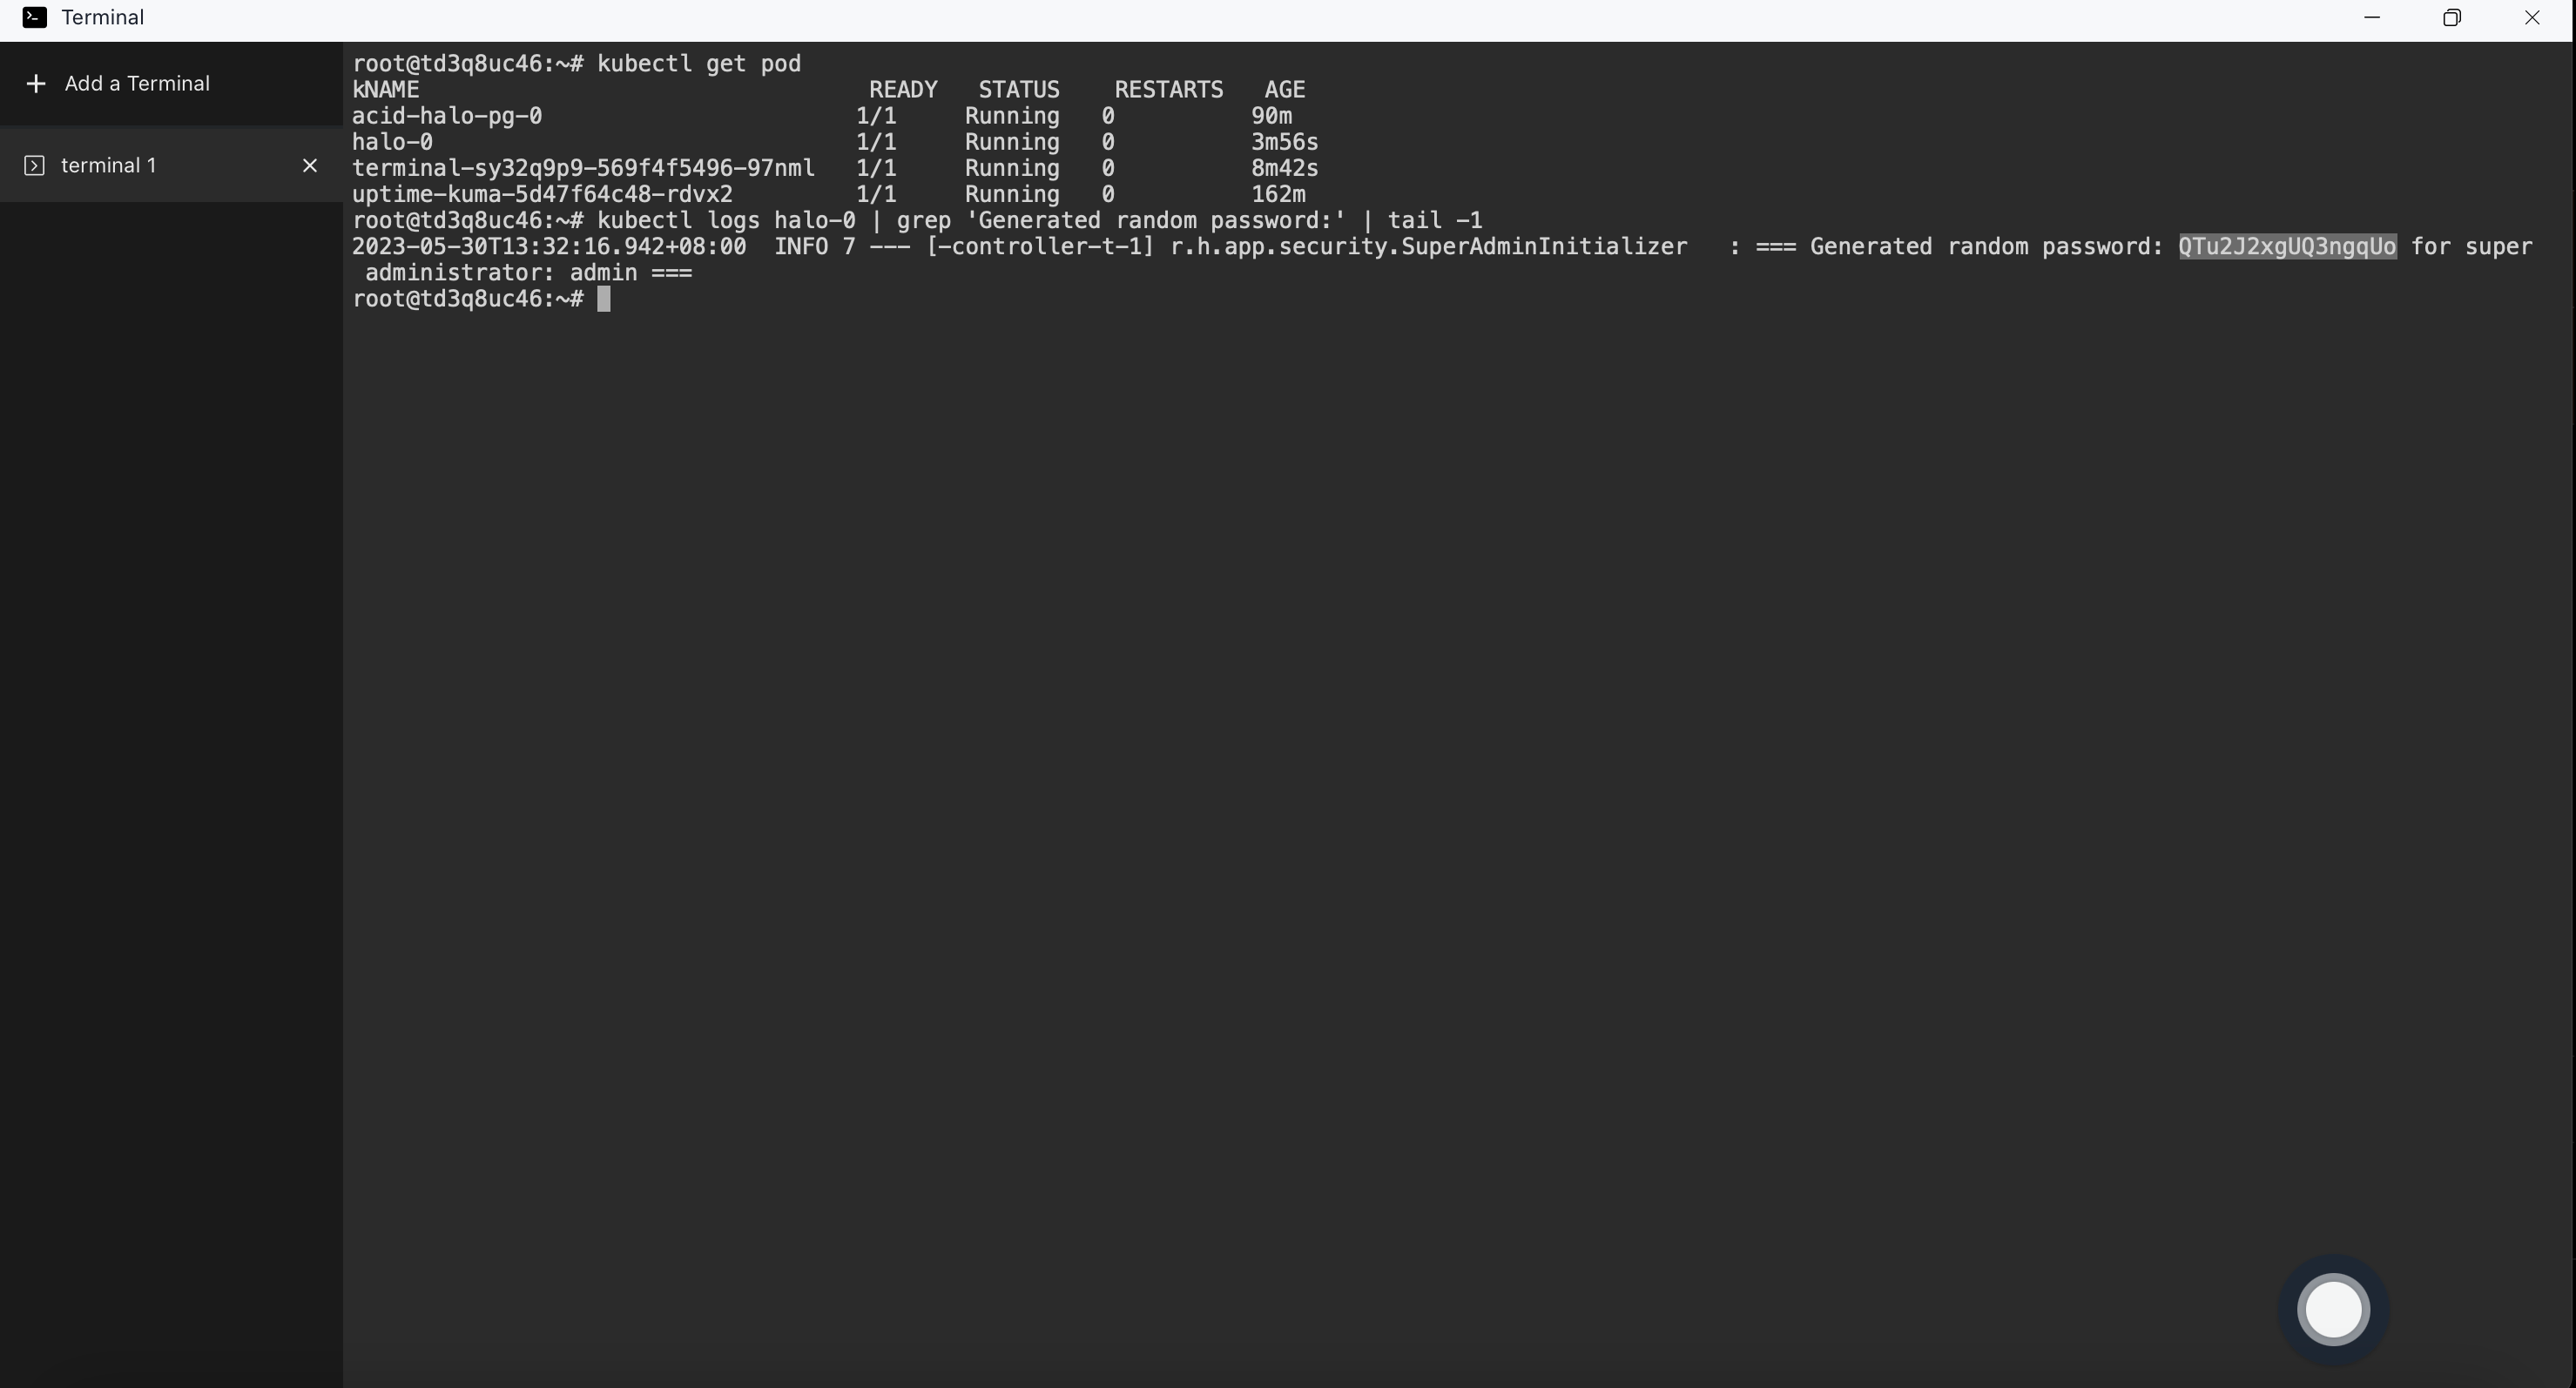 Terminal
Add a Terminal
terminal 1
root@td3q8uc46:~# kubectl get pod
kNAME                                 READY   STATUS    RESTARTS   AGE
acid-halo-pg-0                       1/1     Running   0          90m
halo-0                               1/1     Running   0          3m56s
terminal-sy32q9p9-569f4f5496-97nml   1/1     Running   0          8m42s
uptime-kuma-5d47f64c48-rdvx2         1/1     Running   0          162m
root@td3q8uc46:~# kubectl logs halo-0 | grep 'Generated random password:' | tail -1
2023-05-30T13:32:16.942+08:00  INFO 7 --- [-controller-t-1] r.h.app.security.SuperAdminInitializer   : === Generated random password: QTu2J2xgUQ3ngqUo for super
 administrator: admin ===
root@td3q8uc46:~#